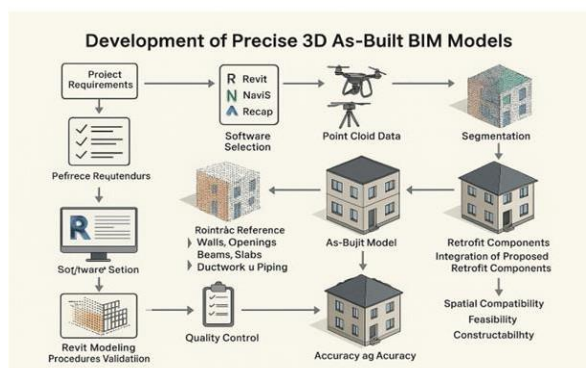 Development of Precise 3D As-Built BIM Models
Project
Requirements
R Revit
N NaviS
Recap
Software
Selection
Point Cloid Data
Segmentation
Pefrece Requtendurs
R
Sof/hware Setion
Rointràc Reference
Walls, Openings
Beams, Slabs
Ductwork u Piping
As-Bujit Model
Retrofit Components
Integration of Proposed
Retrofit Components
Spatial Compatibility
Feasibility
Constructabilhty
Revit Modeling
Procedures Validatiion
Quality Control
Accuracy ag Acuracy